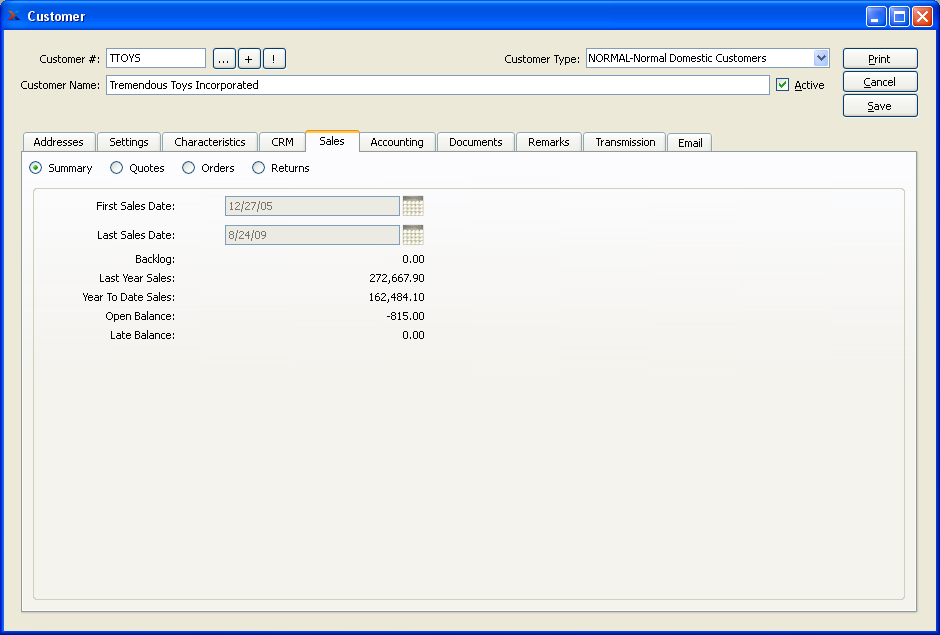 Customer
Customer #: TTOYS ... + ! Customer Type: NORMAL-Normal Domestic Customers Print
Customer Name: Tremendous Toys Incorporated Active Cancel
Save
Addresses Settings Characteristics CRM Sales Accounting Documents Remarks Transmission Email
Summary Quotes Orders Returns
First Sales Date: 12/27/05
Last Sales Date: 8/24/09
Backlog: 0.00
Last Year Sales: 272,667.90
Year To Date Sales: 162,484.10
Open Balance: -815.00
Late Balance: 0.00